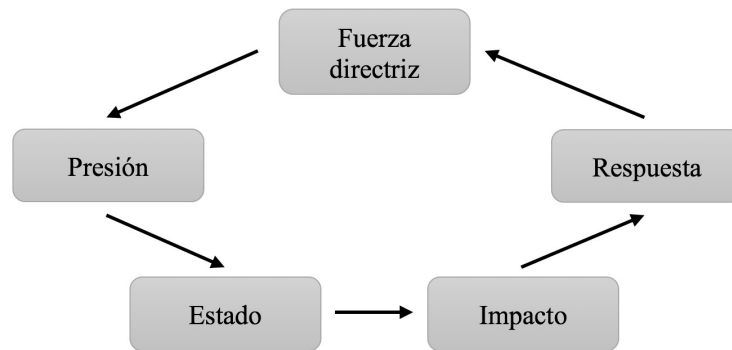 Fuerza
directriz
Presión
Respuesta
Estado
Impacto